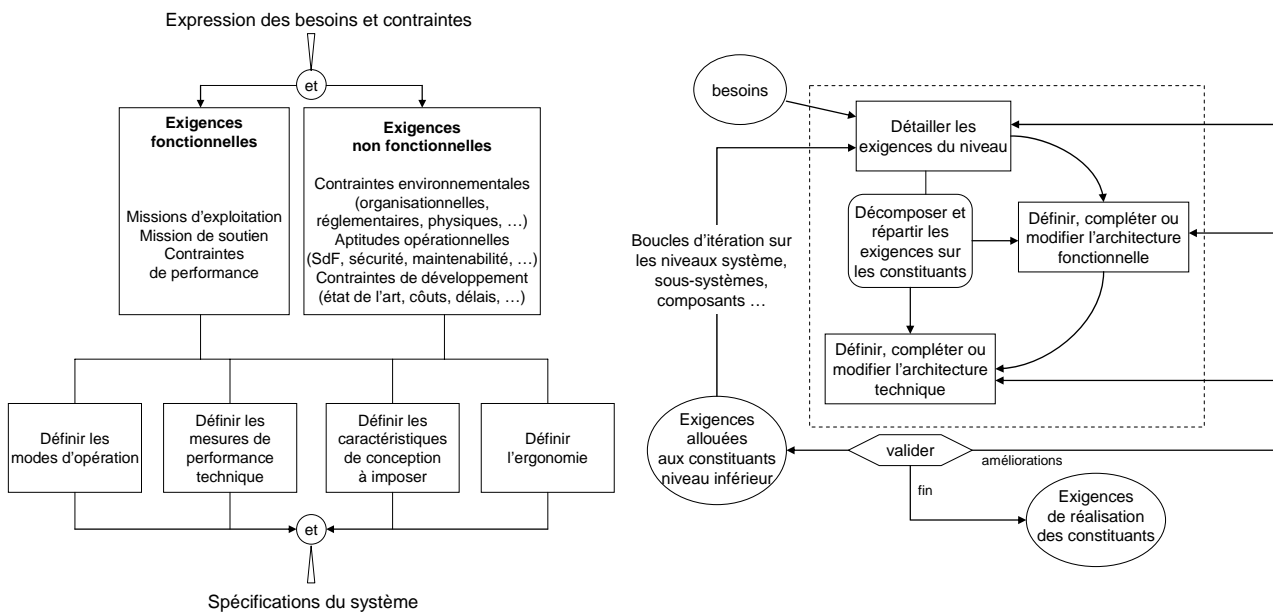 Expression des besoins et contraintes
et
Exigences
fonctionnelles
Missions d'exploitation
Mission de soutien
Contraintes
de performance
Exigences
non fonctionnelles
Contraintes environnementales
(organisationnelles,
réglementaires, physiques, …)
Aptitudes opérationnelles
(SdF, sécurité, maintenabilité, …)
Contraintes de développement
(état de l'art, côuts, délais, …)
Définir les
modes d'opération
Définir les
mesures de
performance
technique
Définir les
caractéristiques
de conception
à imposer
Définir
l'ergonomie
et
Spécifications du système
besoins
Détailler les
exigences du niveau
Décomposer et
répartir les
exigences sur
les constituants
Définir, compléter ou
modifier l'architecture
fonctionnelle
Boucles d'itération sur
les niveaux système,
sous-systèmes,
composants …
Définir, compléter ou
modifier l'architecture
technique
Exigences
allouées
aux constituants
niveau inférieur
valider
améliorations
fin
Exigences
de réalisation
des constituants